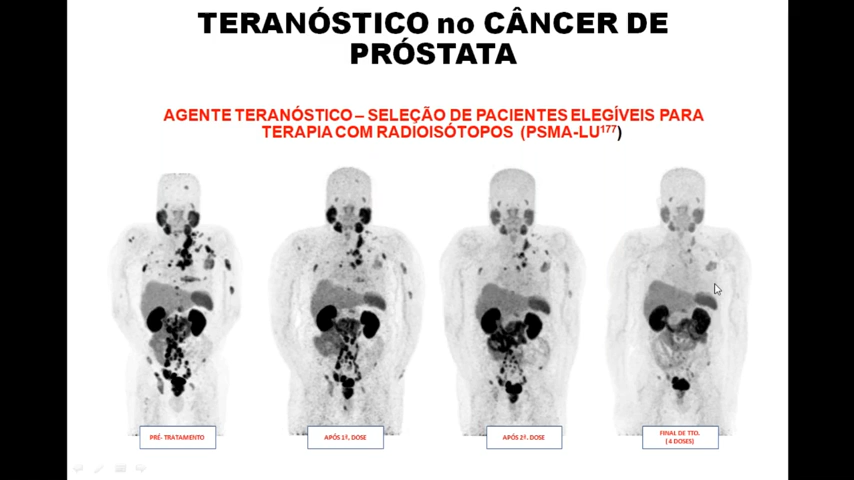 TERANÓSTICO no CÂNCER DE
PRÓSTATA
AGENTE TERANÓSTICO – SELEÇÃO DE PACIENTES ELEGÍVEIS PARA
TERAPIA COM RADIOISÓTOPOS (PSMA-LU¹⁷⁷)
PRÉ- TRATAMENTO
APÓS 1ª. DOSE
APÓS 2ª. DOSE
FINAL DE TTO.
( 4 DOSES)